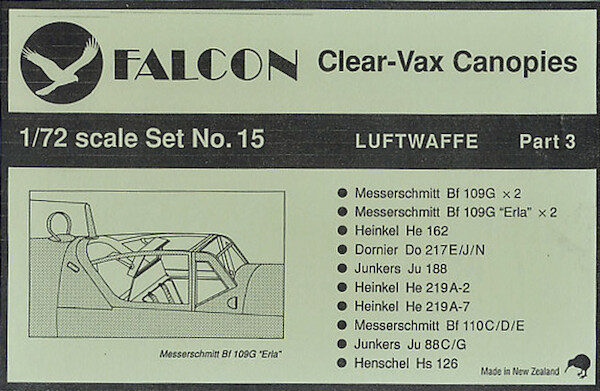 FALCON Clear-Vax Canopies
1/72 scale Set No. 15 LUFTWAFFE Part 3
Messerschmitt Bf 109G × 2
Messerschmitt Bf 109G "Erla" × 2
Heinkel He 162
Dornier Do 217E/J/N
Junkers Ju 188
Heinkel He 219A-2
Heinkel He 219A-7
Messerschmitt Bf 110C/D/E
Junkers Ju 88C/G
Henschel Hs 126
Messerschmitt Bf 109G "Erla"
Made in New Zealand